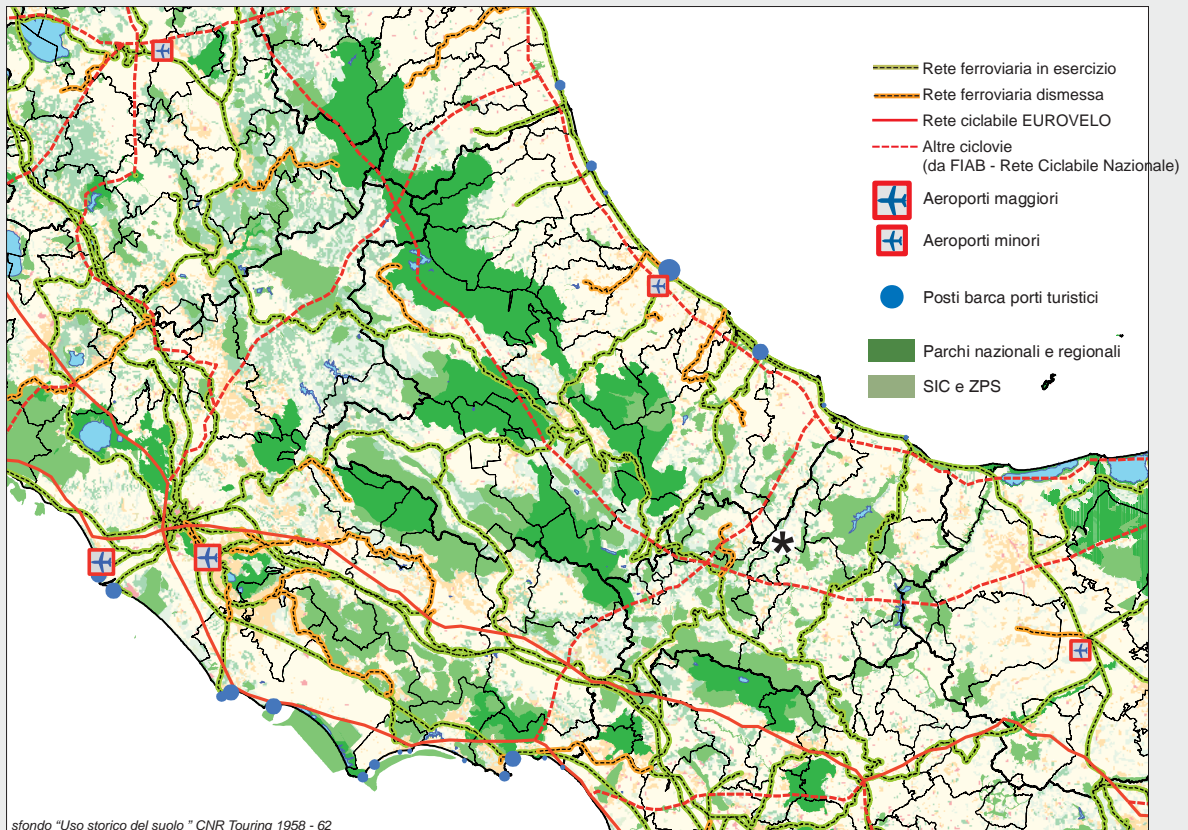 Rete ferroviaria in esercizio
Rete ferroviaria dismessa
Rete ciclabile EUROVELO
Altre ciclovie
(da FIAB - Rete Ciclabile Nazionale)
Aeroporti maggiori
Aeroporti minori
Posti barca porti turistici
Parchi nazionali e regionali
SIC e ZPS
*
sfondo "Uso storico del suolo " CNR Touring 1958 - 62